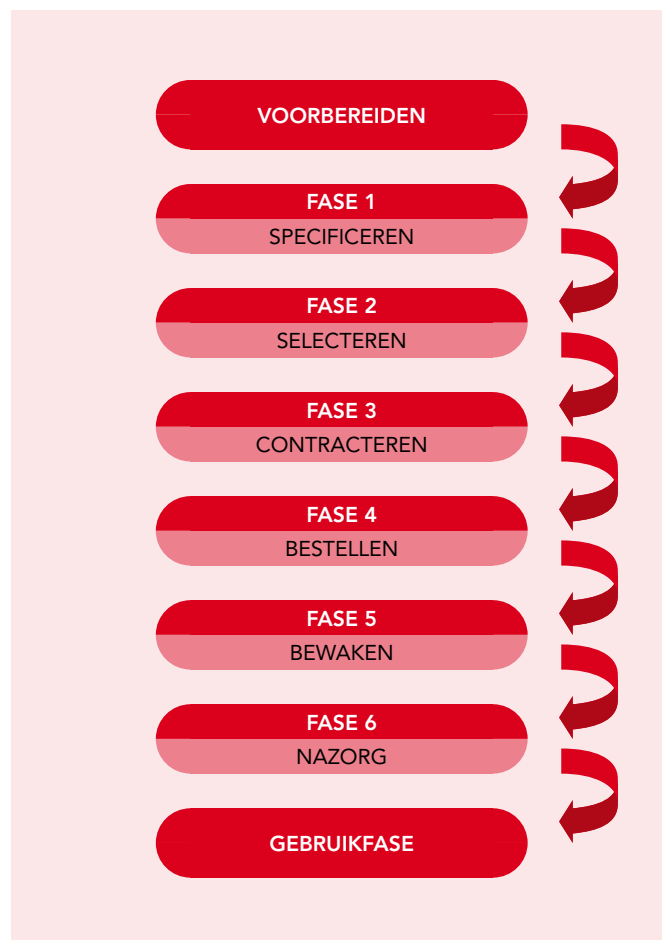 VOORBEREIDEN
FASE 1
SPECIFICEREN
FASE 2
SELECTEREN
FASE 3
CONTRACTEREN
FASE 4
BESTELLEN
FASE 5
BEWAKEN
FASE 6
NAZORG
GEBRUIKFASE